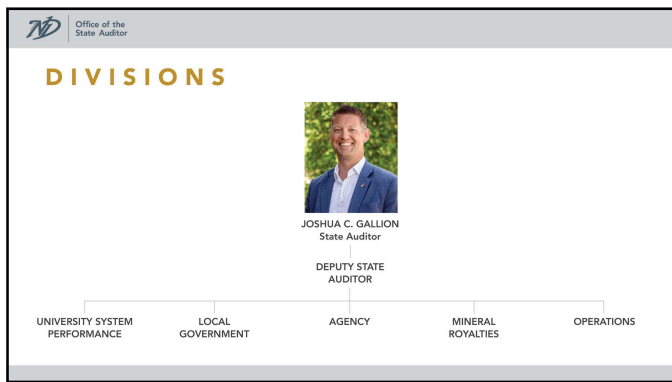 ND
Office of the
State Auditor
DIVISIONS
JOSHUA C. GALLION
State Auditor
DEPUTY STATE
AUDITOR
UNIVERSITY SYSTEM
PERFORMANCE
LOCAL
GOVERNMENT
AGENCY
MINERAL
ROYALTIES
OPERATIONS